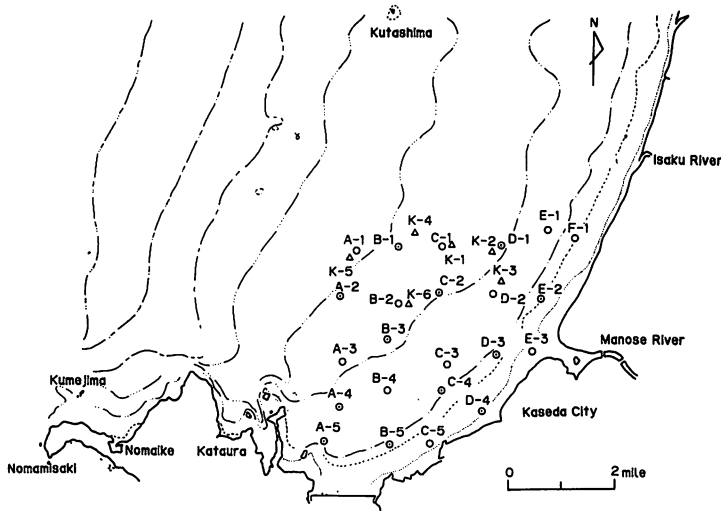 Kutashima
N
Isaku River
E-1
F-1
K-4
A-1
B-1
C-1
K-2
D-1
K-1
K-5
K-3
A-2
C-2
B-2
K-6
D-2
E-2
B-3
Manose River
A-3
C-3
D-3
E-3
Kumejima
B-4
C-4
A-4
D-4
Kaseda City
A-5
B-5
C-5
Nomaike
Kataura
Nomamisaki
0
2 mile